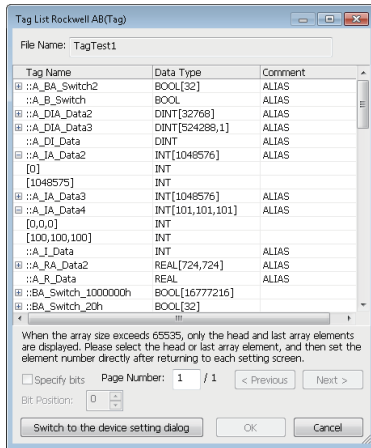 Tag List Rockwell AB(Tag)
File Name: TagTest1
Tag Name Data Type Comment
::A_BA_Switch2 BOOL[32] ALIAS
::A_B_Switch BOOL ALIAS
::A_DIA_Data2 DINT[32768] ALIAS
::A_DIA_Data3 DINT[524288,1] ALIAS
::A_DI_Data DINT ALIAS
::A_IA_Data2 INT[1048576] ALIAS
[0] INT
[1048575] INT
::A_IA_Data3 INT[1048576] ALIAS
::A_IA_Data4 INT[101,101,101] ALIAS
[0,0,0] INT
[100,100,100] INT
::A_I_Data INT ALIAS
::A_RA_Data2 REAL[724,724] ALIAS
::A_R_Data REAL ALIAS
::BA_Switch_1000000h BOOL[16777216]
::BA_Switch_20h BOOL[32]
When the array size exceeds 65535, only the head and last array elements
are displayed. Please select the head or last array element, and then set the
element number directly after returning to each setting screen.
Specify bits Page Number: 1 / 1 < Previous Next >
Bit Position: 0
Switch to the device setting dialog OK Cancel